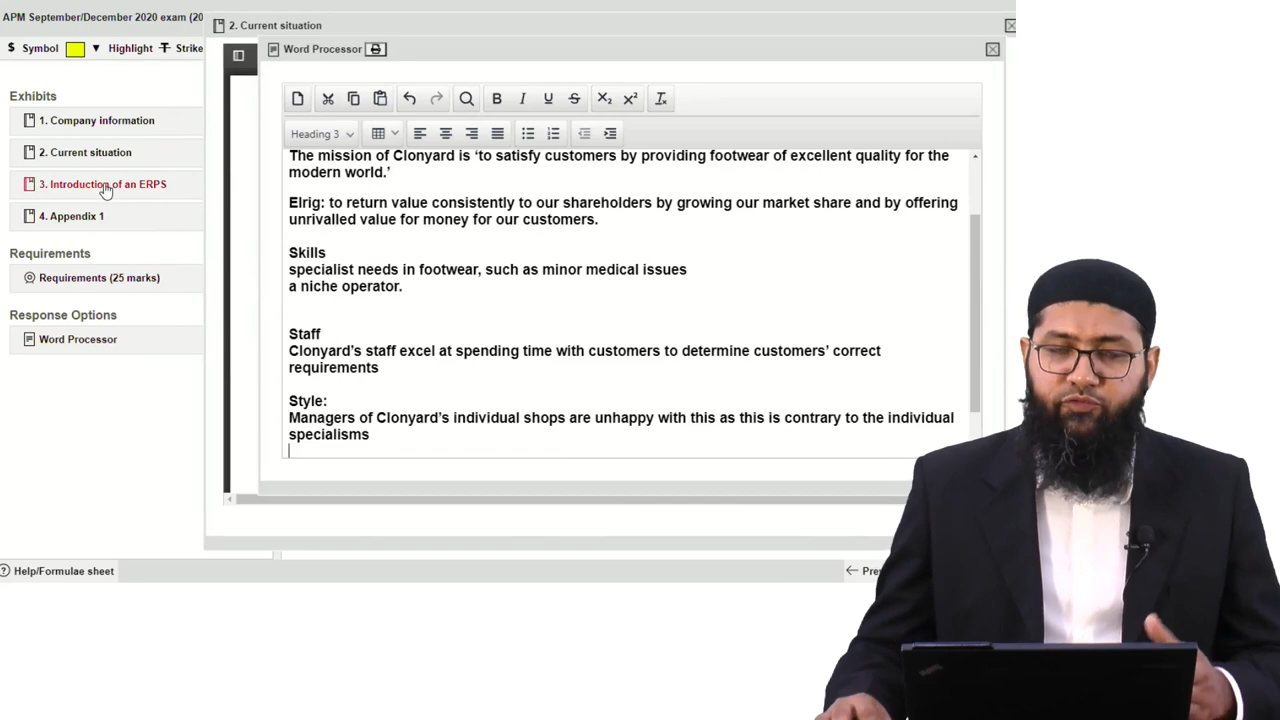 APM September/December 2020 exam (20
2. Current situation
$ Symbol Highlight Strike
Word Processor
Exhibits
1. Company information
2. Current situation
3. Introduction of an ERPS
4. Appendix 1
Requirements
Requirements (25 marks)
Response Options
Word Processor
B I U S X₂ X² Tx
Heading 3
The mission of Clonyard is ‘to satisfy customers by providing footwear of excellent quality for the
modern world.’
Elrig: to return value consistently to our shareholders by growing our market share and by offering
unrivalled value for money for our customers.
Skills
specialist needs in footwear, such as minor medical issues
a niche operator.
Staff
Clonyard’s staff excel at spending time with customers to determine customers’ correct
requirements
Style:
Managers of Clonyard’s individual shops are unhappy with this as this is contrary to the individual
specialisms
Help/Formulae sheet
Pre